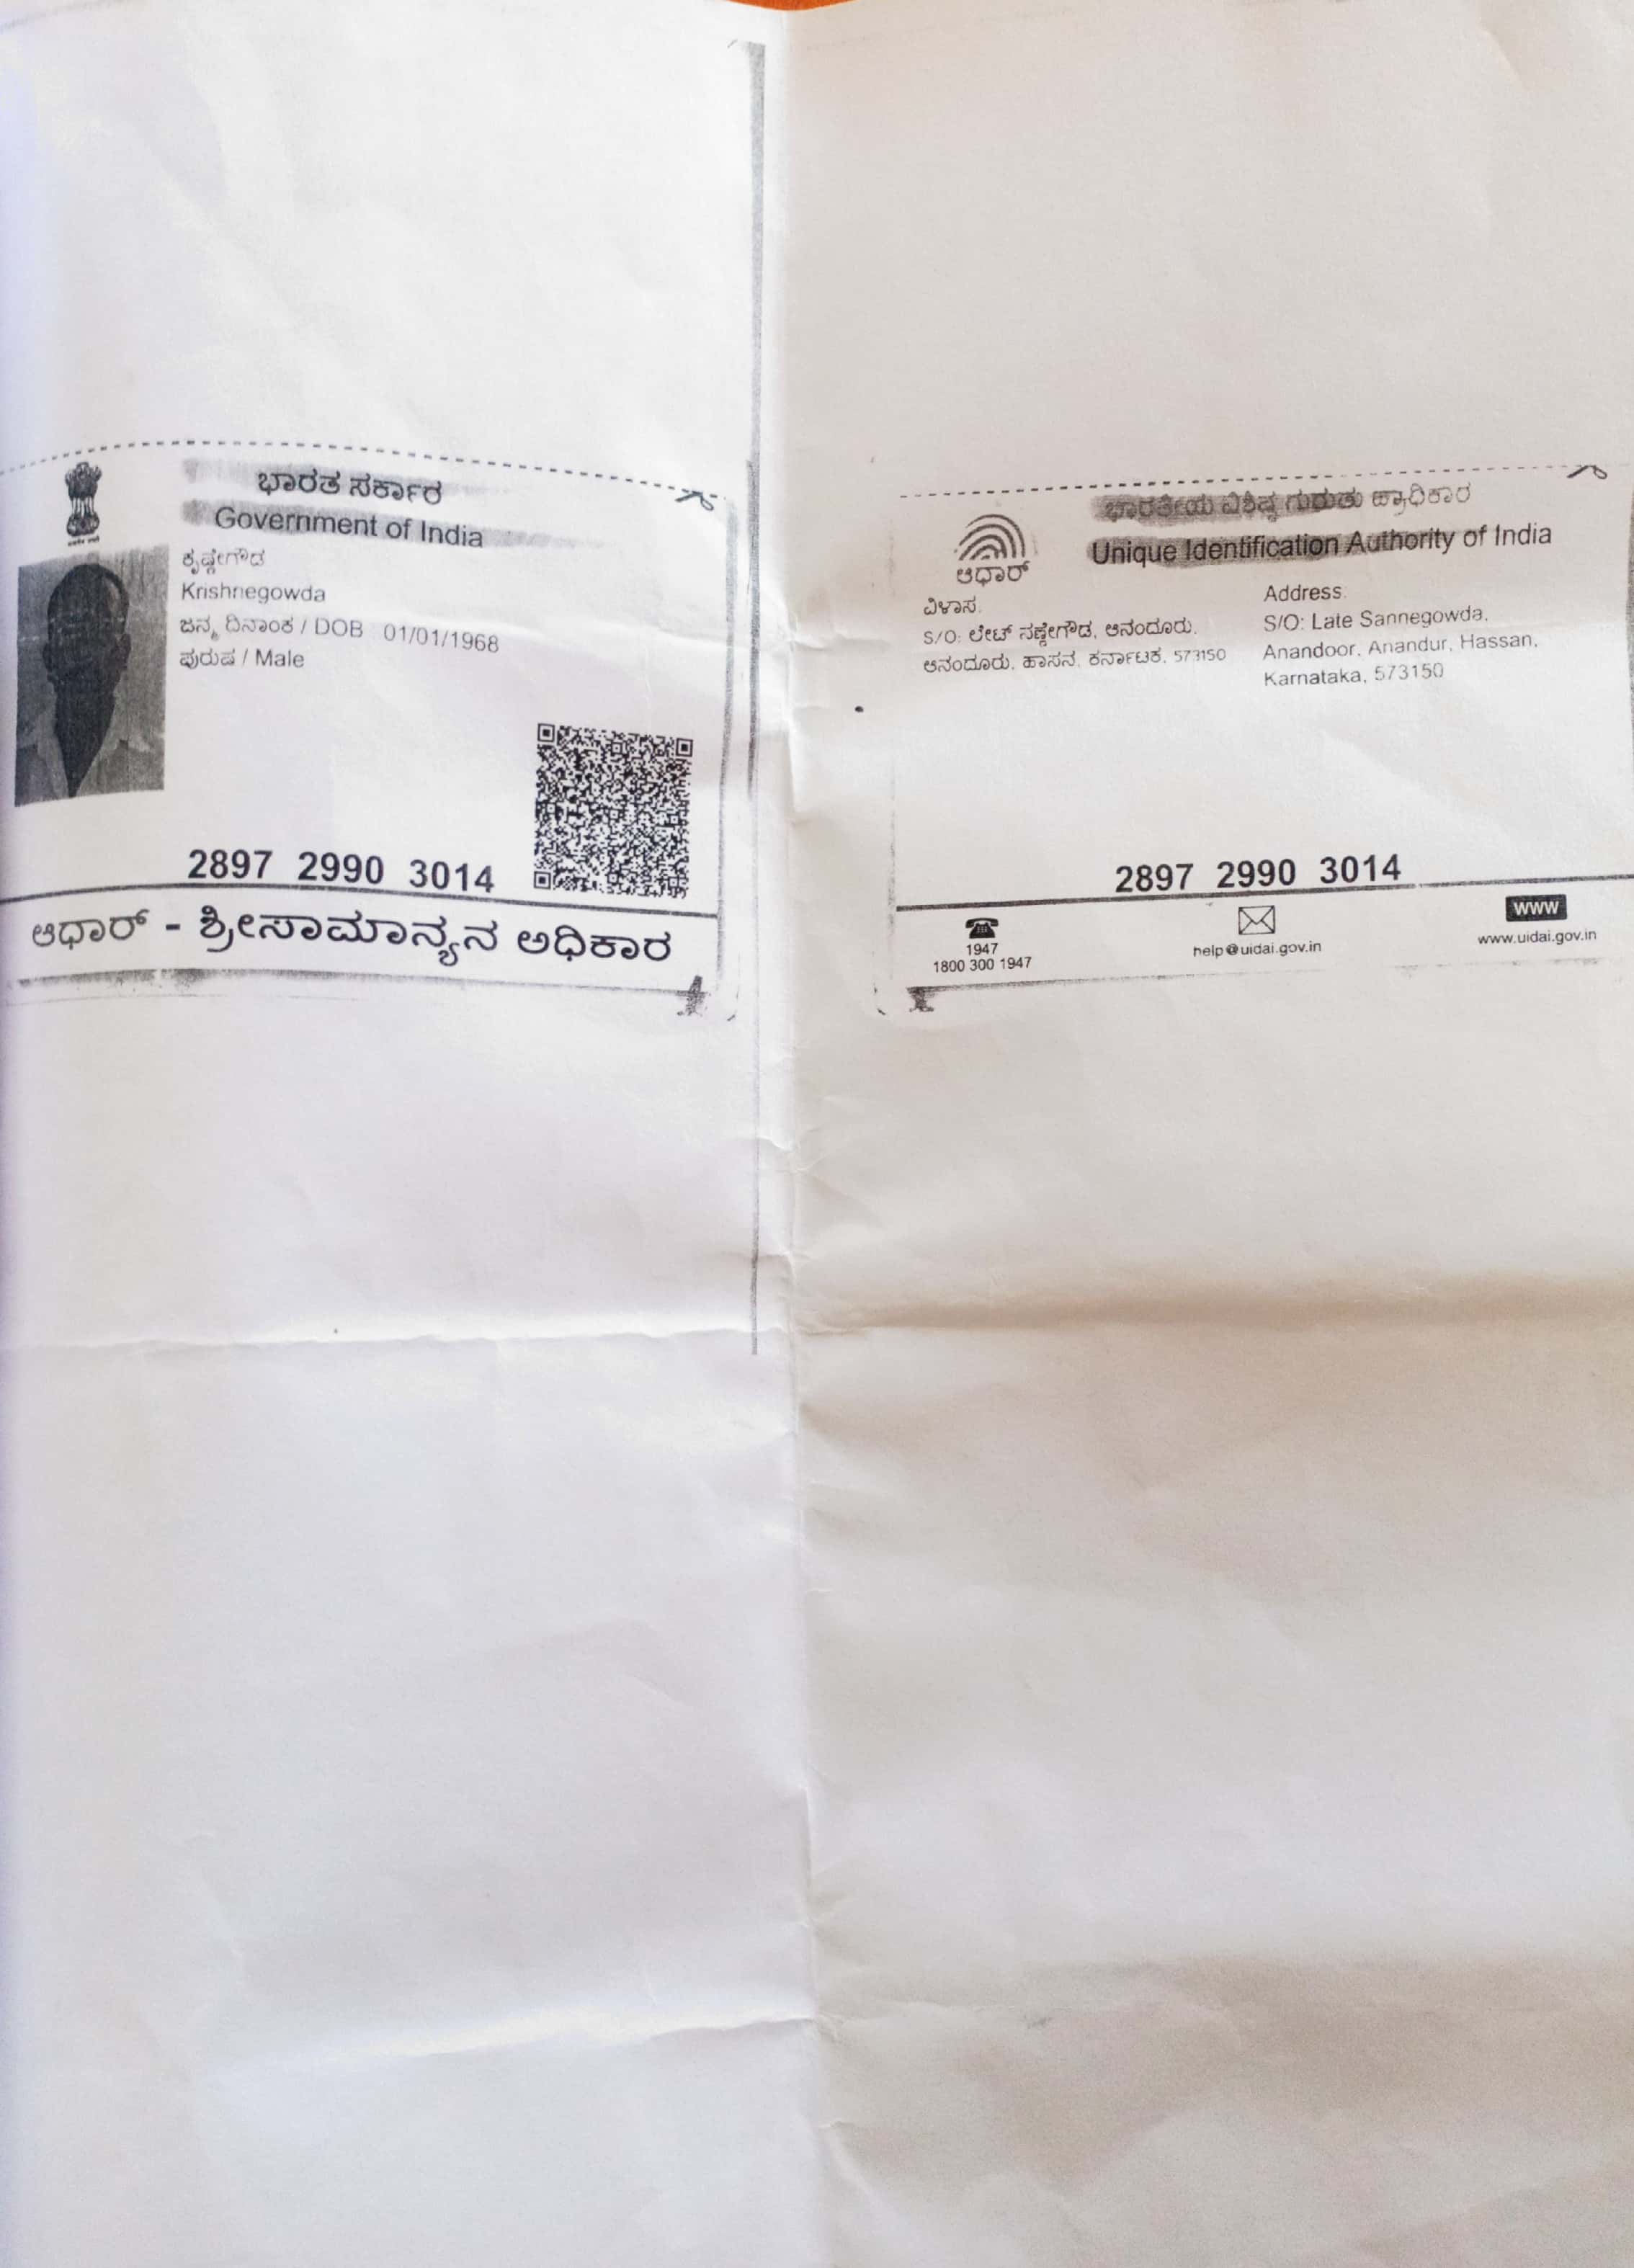 ಭಾರತ ಸರ್ಕಾರ
Government of India
ಕೃಷ್ಣೇಗೌಡ
Krishnegowda
ಜನ್ಮ ದಿನಾಂಕ / DOB 01/01/1968
ಪುರುಷ / Male
2897 2990 3014
ಆಧಾರ್ - ಶ್ರೀಸಾಮಾನ್ಯನ ಅಧಿಕಾರ
ಭಾರತೀಯ ವಿಶಿಷ್ಟ ಗುರುತು ಪ್ರಾಧಿಕಾರ
Unique Identification Authority of India
ಆಧಾರ್
ವಿಳಾಸ:
S/O: ಲೇಟ್ ಸಣ್ಣೇಗೌಡ, ಆನಂದೂರು,
ಆನಂದೂರು, ಹಾಸನ, ಕರ್ನಾಟಕ, 573150
Address:
S/O: Late Sannegowda,
Anandoor, Anandur, Hassan,
Karnataka, 573150
2897 2990 3014
1947
1800 300 1947
help@uidai.gov.in
www
www.uidai.gov.in